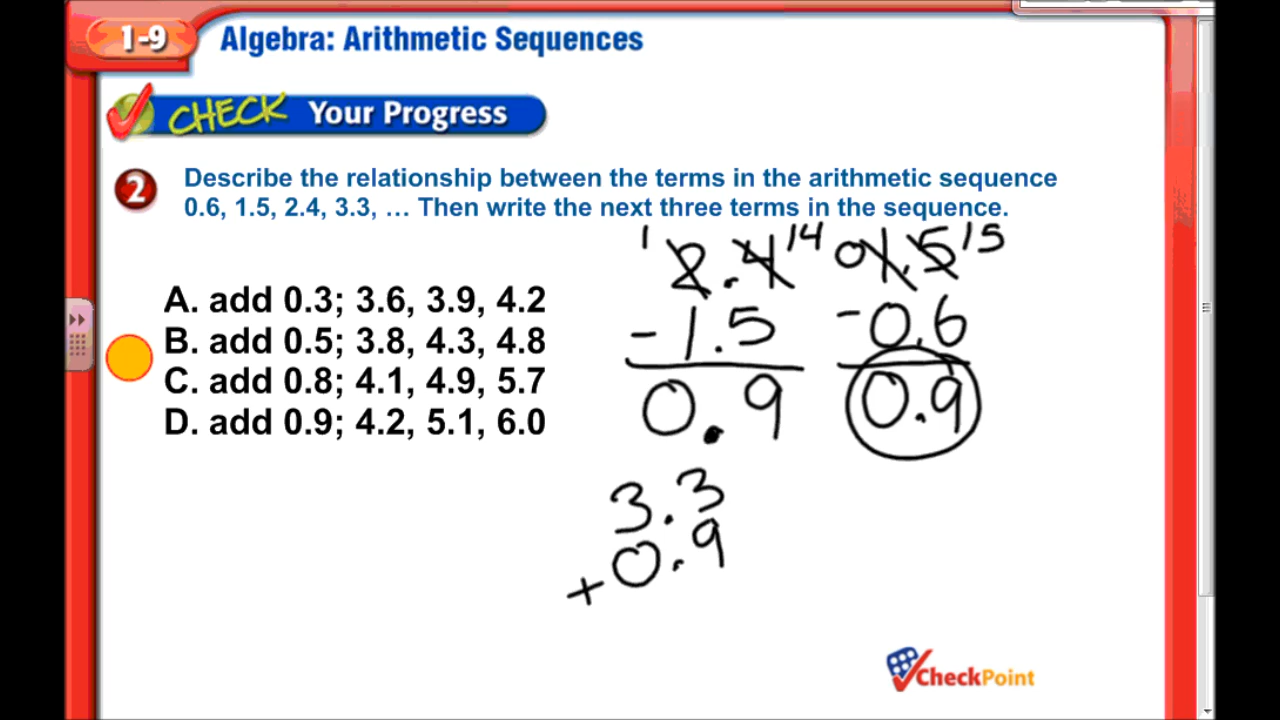 1-9 Algebra: Arithmetic Sequences
CHECK Your Progress
2 Describe the relationship between the terms in the arithmetic sequence
0.6, 1.5, 2.4, 3.3, … Then write the next three terms in the sequence.
A. add 0.3; 3.6, 3.9, 4.2
B. add 0.5; 3.8, 4.3, 4.8
C. add 0.8; 4.1, 4.9, 5.7
D. add 0.9; 4.2, 5.1, 6.0
1 14
2.4
-1.5
0.9
0 15
1.5
-0.6
0.9
3.3
+0.9
CheckPoint